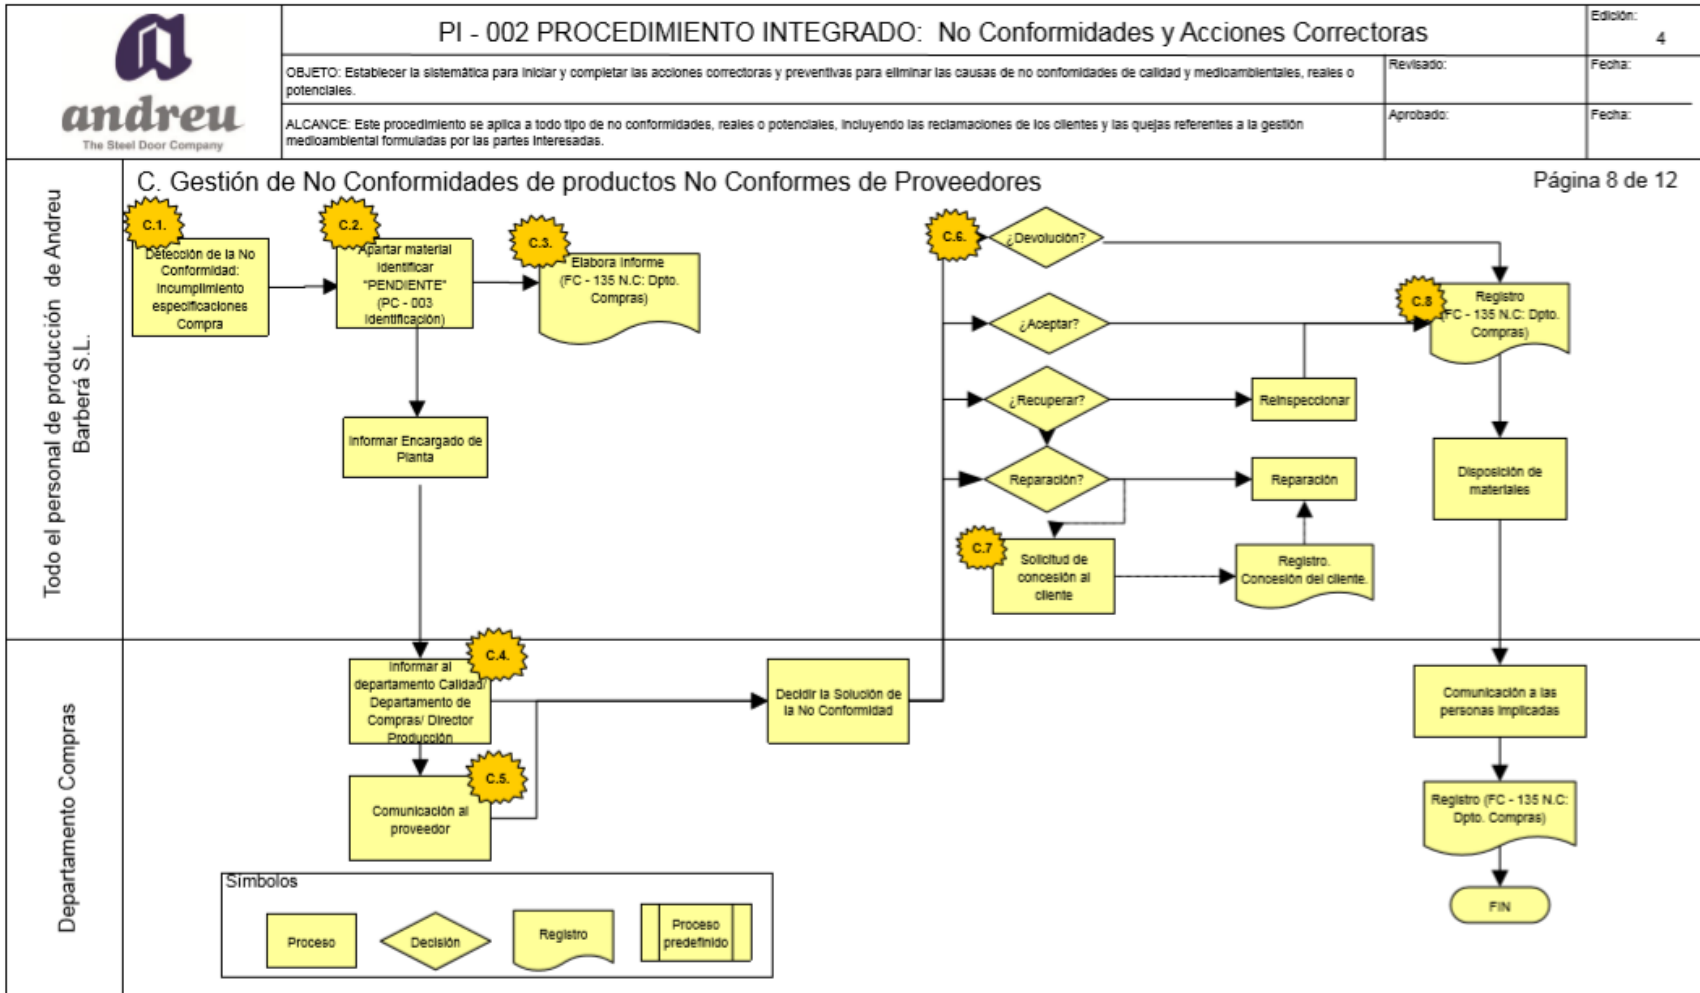 andreu
The Steel Door Company
PI - 002 PROCEDIMIENTO INTEGRADO: No Conformidades y Acciones Correctoras
Edición:
4
OBJETO: Establecer la sistemática para iniciar y completar las acciones correctoras y preventivas para eliminar las causas de no confomidades de calidad y medioambientales, reales o
potenciales.
Revisado:
Fecha:
ALCANCE: Este procedimiento se aplica a todo tipo de no conformidades, reales o potenciales, incluyendo las reclamaciones de los clientes y las quejas referentes a la gestión
medioambiental formuladas por las partes interesadas.
Aprobado:
Fecha:
C. Gestión de No Conformidades de productos No Conformes de Proveedores
Página 8 de 12
Todo el personal de producción de Andreu
Barberá S.L.
C.1.
Detección de la No
Conformidad:
Incumplimiento
especificaciones
Compra
C.2.
Apartar material
Identificar
"PENDIENTE"
(PC - 003
Identificación)
C.3.
Elabora Informe
(FC - 135 N.C: Dpto.
Compras)
Informar Encargado de
Planta
C.6.
¿Devolución?
¿Aceptar?
¿Recuperar?
Reparación?
C.7
Solicitud de
concesión al
cliente
Reinspeccionar
Reparación
Registro.
Concesión del cliente.
C.8
Registro
(FC - 135 N.C: Dpto.
Compras)
Disposición de
materiales
Departamento Compras
C.4.
Informar al
departamento Calidad/
Departamento de
Compras/ Director
Producción
C.5.
Comunicación al
proveedor
Decidir la Solución de
la No Conformidad
Comunicación a las
personas implicadas
Registro (FC - 135 N.C:
Dpto. Compras)
FIN
Símbolos
Proceso
Decisión
Registro
Proceso
predefinido